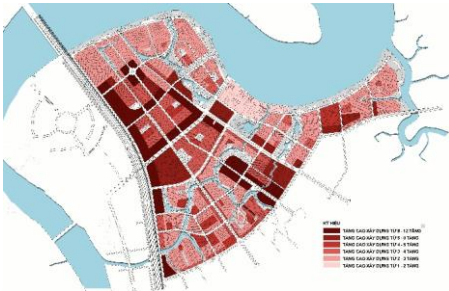 KÝ HIỆU
TẦNG CAO XÂY DỰNG TỪ 8 - 12 TẦNG
TẦNG CAO XÂY DỰNG TỪ 5 - 8 TẦNG
TẦNG CAO XÂY DỰNG TỪ 4 - 5 TẦNG
TẦNG CAO XÂY DỰNG TỪ 3 - 4 TẦNG
TẦNG CAO XÂY DỰNG TỪ 2 - 3 TẦNG
TẦNG CAO XÂY DỰNG TỪ 1 - 2 TẦNG